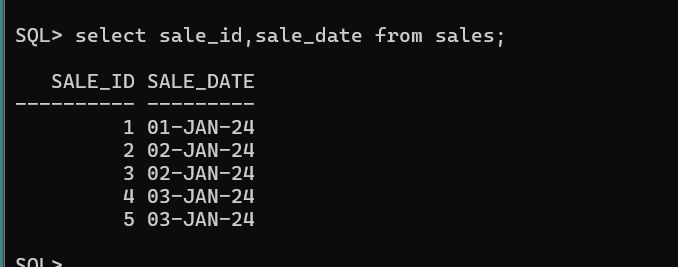 SQL> select sale_id,sale_date from sales;
SALE_ID SALE_DATE
---------- ---------
1 01-JAN-24
2 02-JAN-24
3 02-JAN-24
4 03-JAN-24
5 03-JAN-24
SQL>